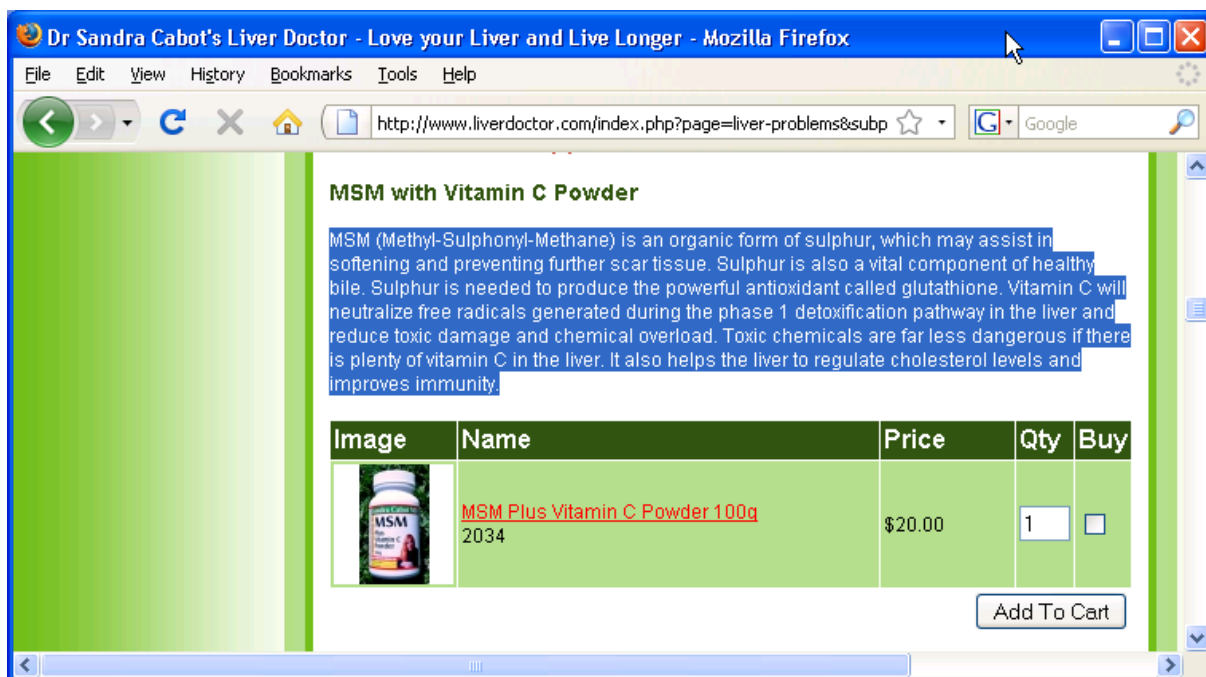 Dr Sandra Cabot's Liver Doctor - Love your Liver and Live Longer - Mozilla Firefox
File Edit View History Bookmarks Tools Help
http://www.liverdoctor.com/index.php?page=liver-problems&subp
G Google
MSM with Vitamin C Powder
MSM (Methyl-Sulphonyl-Methane) is an organic form of sulphur, which may assist in
softening and preventing further scar tissue. Sulphur is also a vital component of healthy
bile. Sulphur is needed to produce the powerful antioxidant called glutathione. Vitamin C will
neutralize free radicals generated during the phase 1 detoxification pathway in the liver and
reduce toxic damage and chemical overload. Toxic chemicals are far less dangerous if there
is plenty of vitamin C in the liver. It also helps the liver to regulate cholesterol levels and
improves immunity.
Image Name Price Qty Buy
MSM
MSM Plus Vitamin C Powder 100g
2034
$20.00
1
Add To Cart